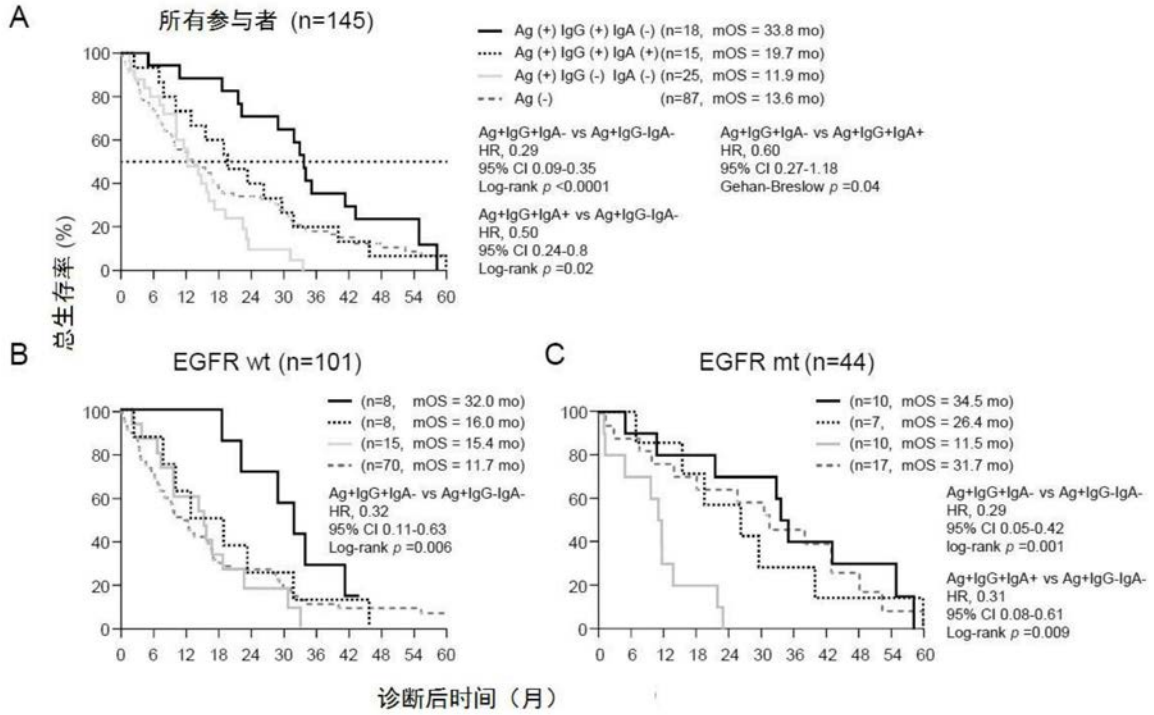 A
所有参与者 (n=145)
Ag (+) IgG (+) IgA (-) (n=18, mOS = 33.8 mo)
Ag (+) IgG (+) IgA (+) (n=15, mOS = 19.7 mo)
Ag (+) IgG (-) IgA (-) (n=25, mOS = 11.9 mo)
Ag (-) (n=87, mOS = 13.6 mo)
Ag+IgG+IgA- vs Ag+IgG-IgA-
HR, 0.29
95% CI 0.09-0.35
Log-rank p <0.0001
Ag+IgG+IgA- vs Ag+IgG+IgA+
HR, 0.60
95% CI 0.27-1.18
Gehan-Breslow p =0.04
Ag+IgG+IgA+ vs Ag+IgG-IgA-
HR, 0.50
95% CI 0.24-0.8
Log-rank p =0.02
100
80
60
40
20
0
0 6 12 18 24 30 36 42 48 54 60
总生存率 (%)
B
EGFR wt (n=101)
(n=8, mOS = 32.0 mo)
(n=8, mOS = 16.0 mo)
(n=15, mOS = 15.4 mo)
(n=70, mOS = 11.7 mo)
Ag+IgG+IgA- vs Ag+IgG-IgA-
HR, 0.32
95% CI 0.11-0.63
Log-rank p =0.006
100
80
60
40
20
0
0 6 12 18 24 30 36 42 48 54 60
C
EGFR mt (n=44)
(n=10, mOS = 34.5 mo)
(n=7, mOS = 26.4 mo)
(n=10, mOS = 11.5 mo)
(n=17, mOS = 31.7 mo)
Ag+IgG+IgA- vs Ag+IgG-IgA-
HR, 0.29
95% CI 0.05-0.42
log-rank p =0.001
Ag+IgG+IgA+ vs Ag+IgG-IgA-
HR, 0.31
95% CI 0.08-0.61
Log-rank p =0.009
100
80
60
40
20
0
0 6 12 18 24 30 36 42 48 54 60
诊断后时间（月）